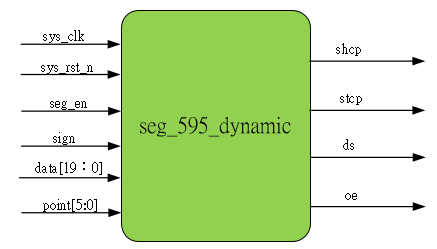 sys_clk
sys_rst_n
seg_en
sign
data[19：0]
point[5:0]
seg_595_dynamic
shcp
stcp
ds
oe